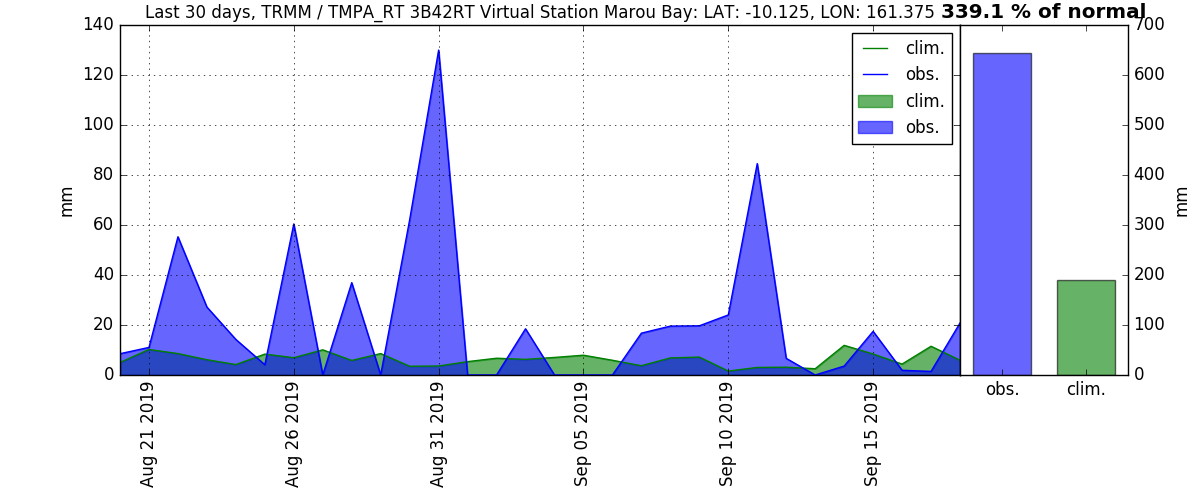 Last 30 days, TRMM / TMPA_RT 3B42RT Virtual Station Marou Bay: LAT: -10.125, LON: 161.375 339.1 % of normal
140
120
100
80
60
40
20
0
mm
Aug 21 2019
Aug 26 2019
Aug 31 2019
Sep 05 2019
Sep 10 2019
Sep 15 2019
clim.
obs.
clim.
obs.
700
600
500
400
300
200
100
0
mm
obs.
clim.